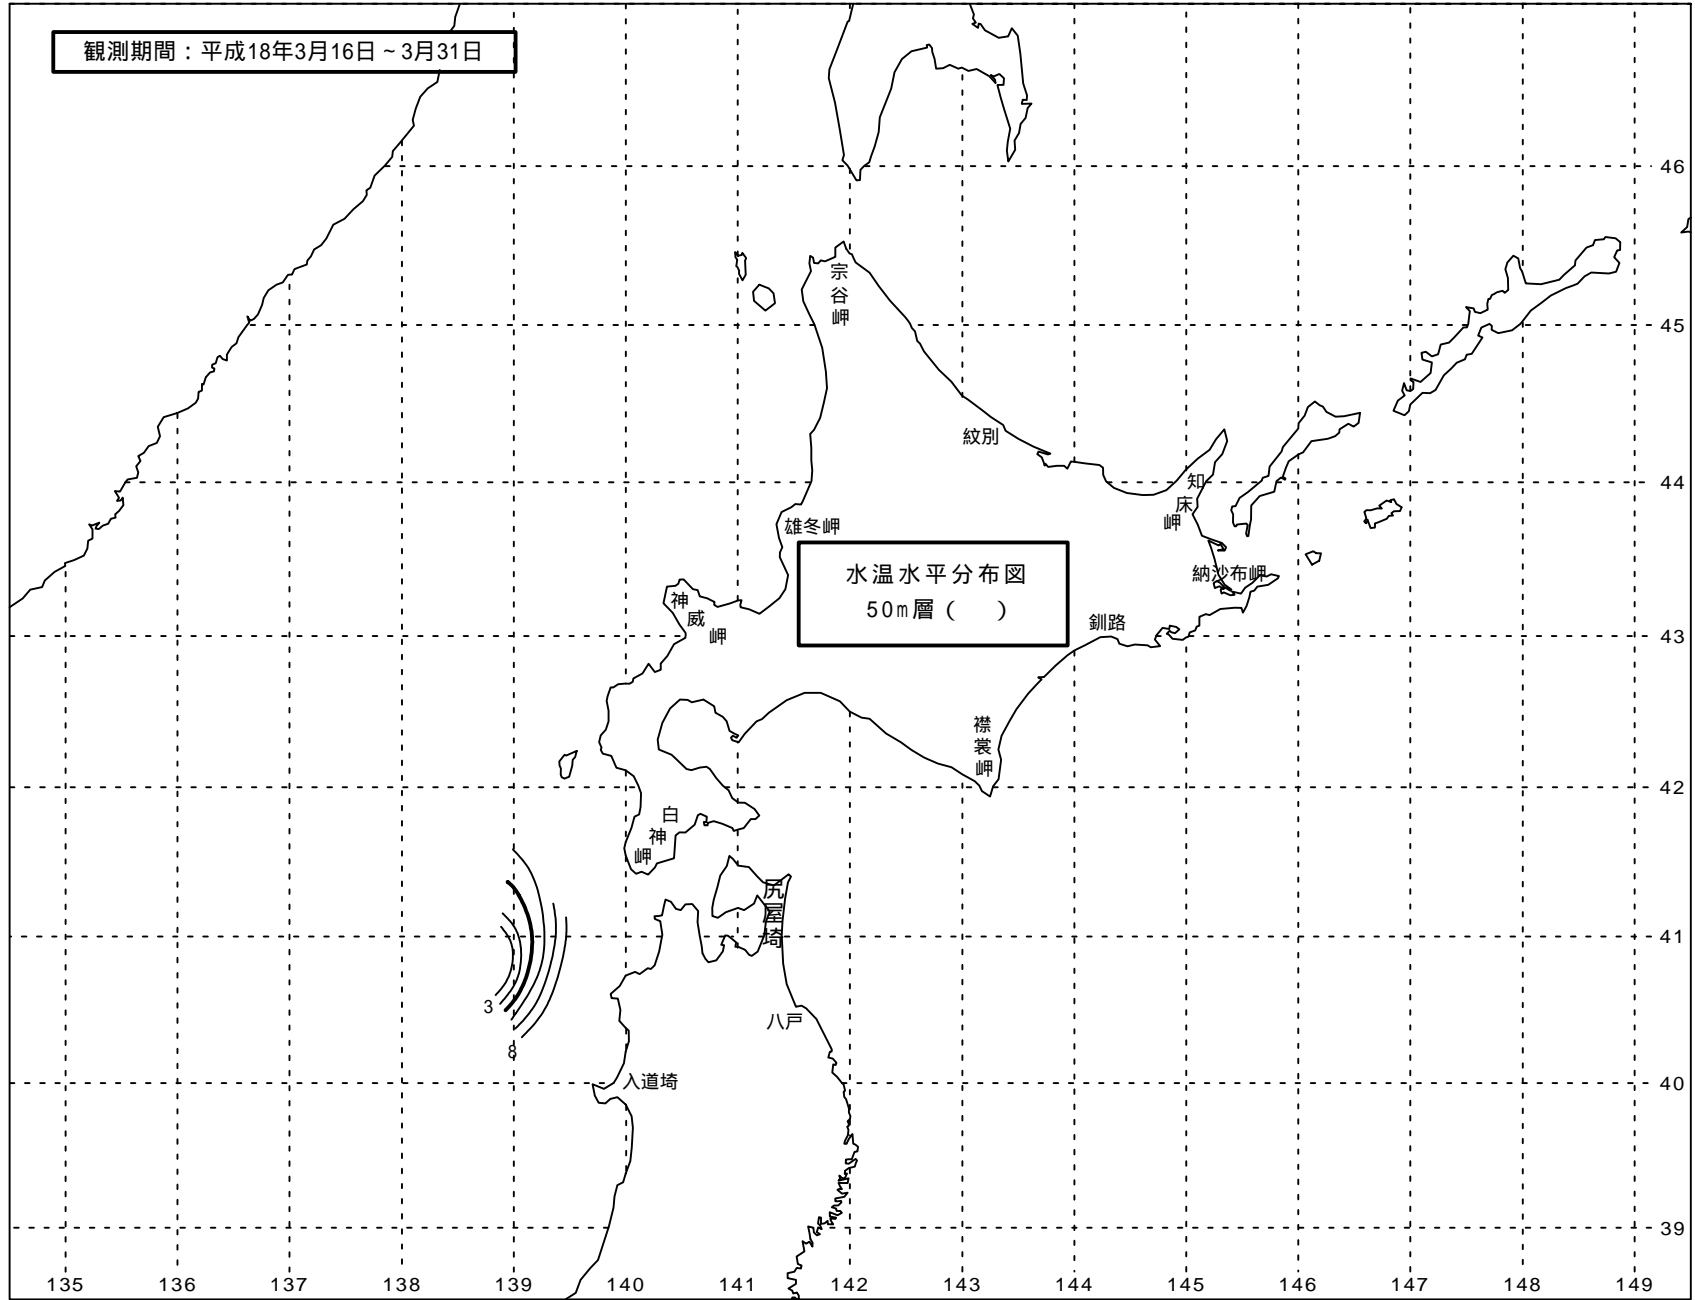 観測期間：平成18年3月16日～3月31日
46
宗谷岬
45
紋別
44
知床岬
雄冬岬
水温水平分布図
50m層（　）
納沙布岬
神威岬
釧路
43
襟裳岬
42
白神岬
尻屋埼
41
3
八戸
8
入道埼
40
39
135 136 137 138 139 140 141 142 143 144 145 146 147 148 149